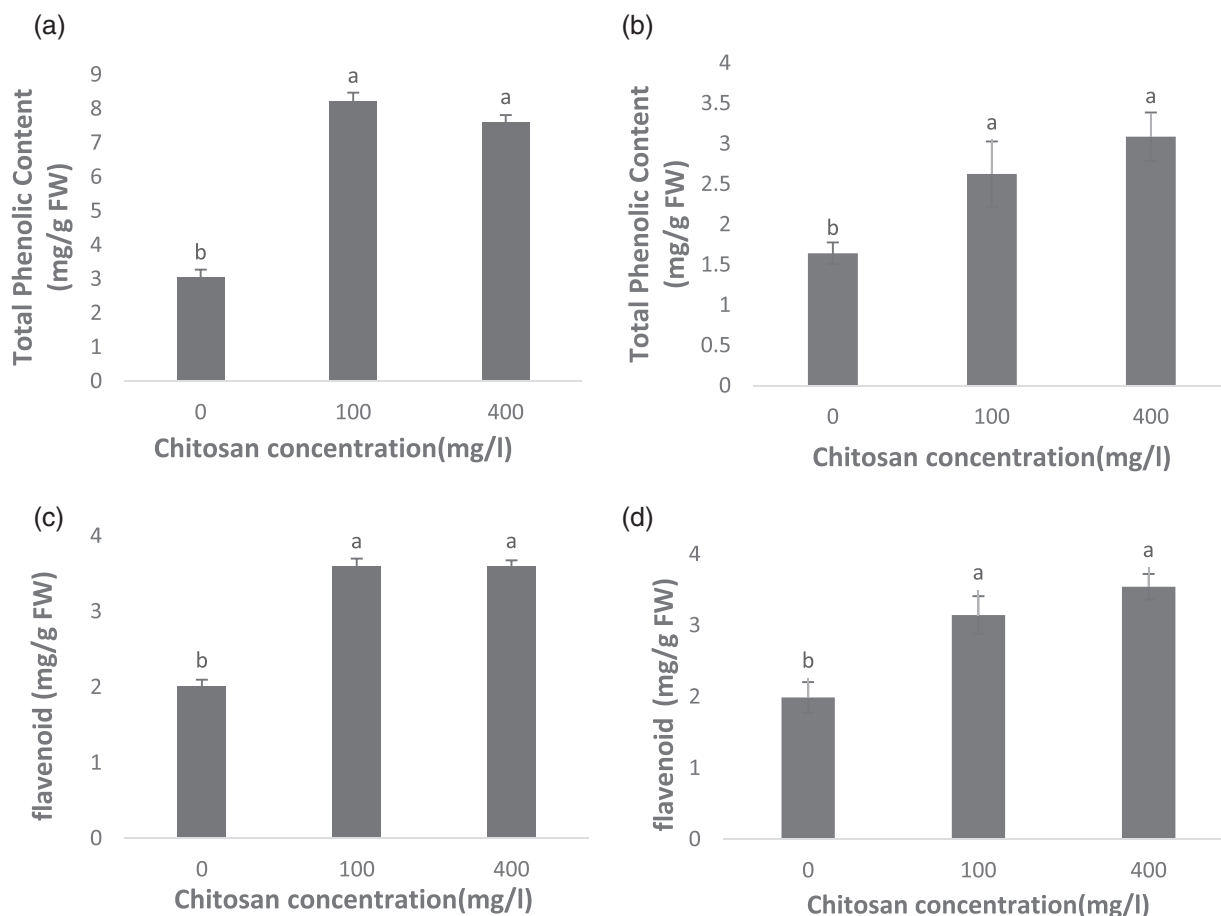 (a)
Total Phenolic Content
(mg/g FW)
9
8
7
6
5
4
3
2
1
0
b
a
a
0 100 400
Chitosan concentration(mg/l)
(b)
Total Phenolic Content
(mg/g FW)
4
3.5
3
2.5
2
1.5
1
0.5
0
b
a
a
0 100 400
Chitosan concentration(mg/l)
(c)
flavenoid (mg/g FW)
4
3
2
1
0
b
a
a
0 100 400
Chitosan concentration(mg/l)
(d)
flavenoid (mg/g FW)
4
3
2
1
0
b
a
a
0 100 400
Chitosan concentration(mg/l)